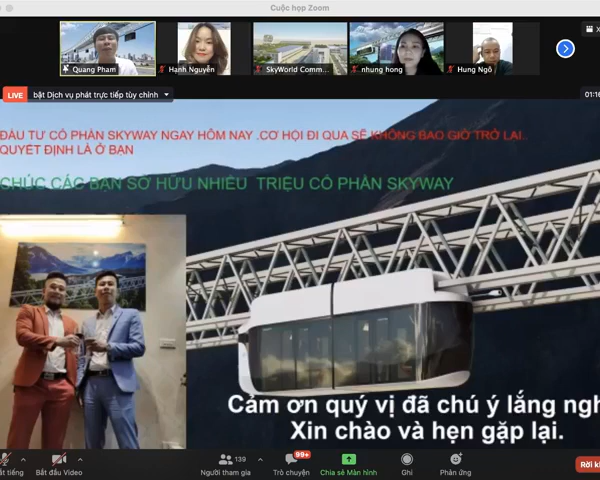 Cuộc họp Zoom
Quang Pham
Hạnh Nguyễn
SkyWorld Comm...
nhung hong
Hung Ngô
LIVE
bật Dịch vụ phát trực tiếp tùy chỉnh
01:16
ĐẦU TƯ CỔ PHẦN SKYWAY NGAY HÔM NAY .CƠ HỘI ĐI QUA SẼ KHÔNG BAO GIỜ TRỞ LẠI..
QUYẾT ĐỊNH LÀ Ở BẠN
CHÚC CÁC BẠN SỞ HỮU NHIỀU TRIỆU CỔ PHẦN SKYWAY
Cảm ơn quý vị đã chú ý lắng ngh
Xin chào và hẹn gặp lại.
139
99+
ắt tiếng
Bắt đầu Video
Người tham gia
Trò chuyện
Chia sẻ Màn hình
Ghi
Phản ứng
Rời k